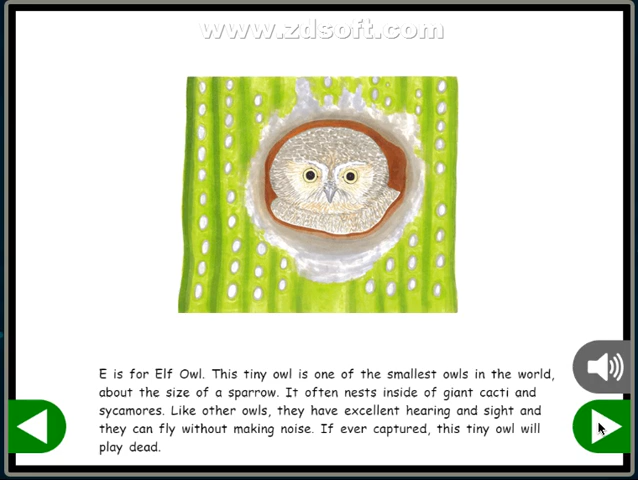 www.zdsoft.com
E is for Elf Owl. This tiny owl is one of the smallest owls in the world,
about the size of a sparrow. It often nests inside of giant cacti and
sycamores. Like other owls, they have excellent hearing and sight and
they can fly without making noise. If ever captured, this tiny owl will
play dead.